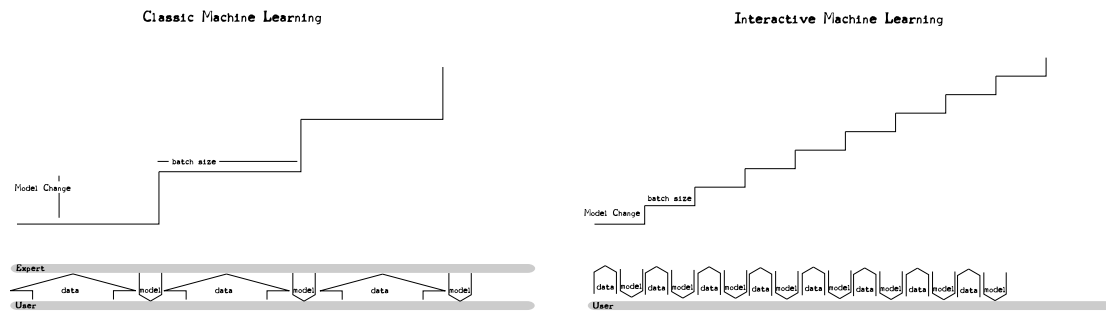 Classic Machine Learning
batch size
Model Change
Expert
data model data model data model
User
Interactive Machine Learning
batch size
Model Change
data model data model data model data model data model data model data model data model
User